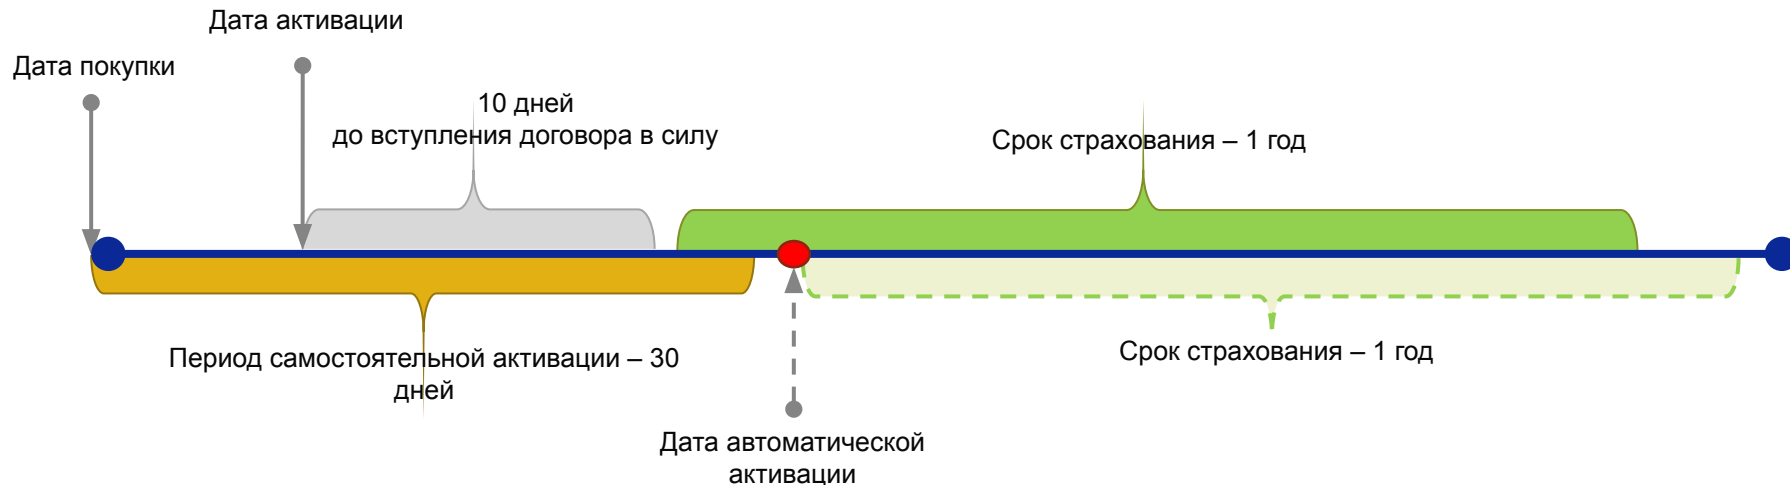 Дата активации
Дата покупки
10 дней
до вступления договора в силу
Срок страхования – 1 год
Период самостоятельной активации – 30
дней
Срок страхования – 1 год
Дата автоматической
активации